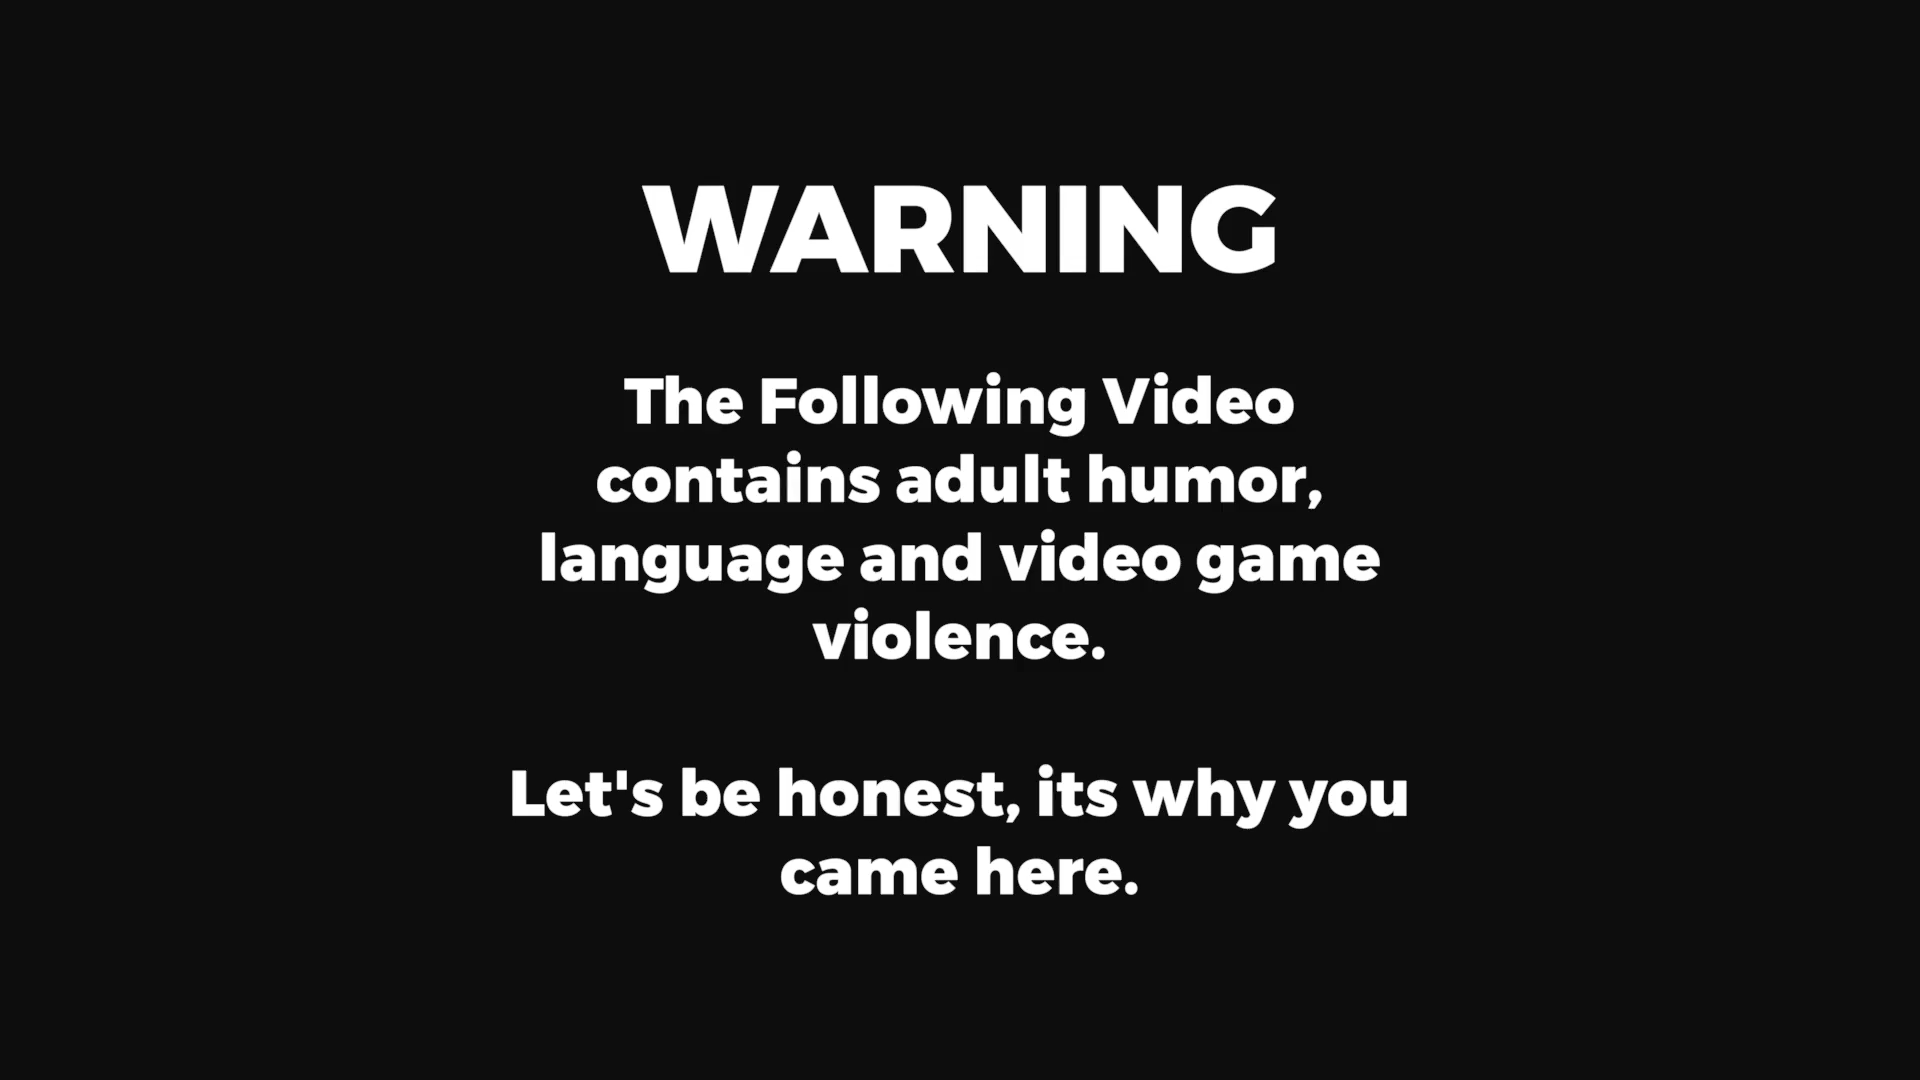 WARNING
The Following Video
contains adult humor,
language and video game
violence.
Let's be honest, its why you
came here.